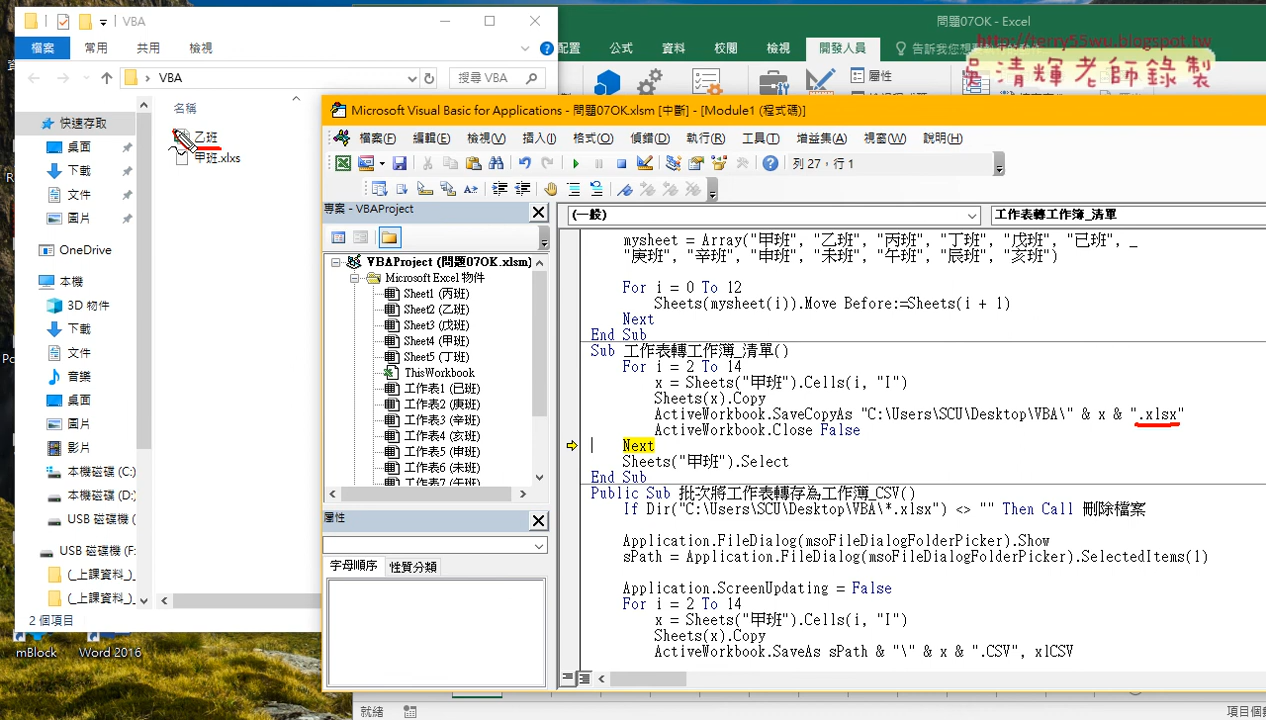 VBA
檔案 常用 共用 檢視
VBA
搜尋 VBA
名稱
快速存取
桌面
下載
文件
圖片
OneDrive
本機
3D 物件
下載
文件
音樂
桌面
圖片
影片
本機磁碟 (C:)
本機磁碟 (D:)
USB 磁碟機 (
USB 磁碟機 (F:
(_上課資料_)_
(_上課資料_)_
乙班
甲班.xlxs
2 個項目
mBlock
Word 2016
問題07OK - Excel
http://terry55wu.blogspot.tw
吳清輝老師錄製
配置 公式 資料 校閱 檢視 開發人員 告訴我
屬性
Microsoft Visual Basic for Applications - 問題07OK.xlsm [中斷] - [Module1 (程式碼)]
檔案(F) 編輯(E) 檢視(V) 插入(I) 格式(O) 偵錯(D) 執行(R) 工具(T) 增益集(A) 視窗(W) 說明(H)
列 27，行 1
專案 - VBAProject
VBAProject (問題07OK.xlsm)
Microsoft Excel 物件
Sheet1 (丙班)
Sheet2 (乙班)
Sheet3 (戊班)
Sheet4 (甲班)
Sheet5 (丁班)
ThisWorkbook
工作表1 (已班)
工作表2 (庚班)
工作表3 (辛班)
工作表4 (亥班)
工作表5 (申班)
工作表6 (未班)
工作表7 (午班)
屬性
字母順序 性質分類
(一般)
工作表轉工作簿_清單
mysheet = Array("甲班", "乙班", "丙班", "丁班", "戊班", "已班", _
"庚班", "辛班", "申班", "未班", "午班", "辰班", "亥班")
For i = 0 To 12
Sheets(mysheet(i)).Move Before:=Sheets(i + 1)
Next
End Sub
Sub 工作表轉工作簿_清單()
For i = 2 To 14
x = Sheets("甲班").Cells(i, "I")
Sheets(x).Copy
ActiveWorkbook.SaveCopyAs "C:\Users\SCU\Desktop\VBA\" & x & ".xlsx"
ActiveWorkbook.Close False
Next
Sheets("甲班").Select
End Sub
Public Sub 批次將工作表轉存為工作簿_CSV()
If Dir("C:\Users\SCU\Desktop\VBA\*.xlsx") <> "" Then Call 刪除檔案
Application.FileDialog(msoFileDialogFolderPicker).Show
sPath = Application.FileDialog(msoFileDialogFolderPicker).SelectedItems(1)
Application.ScreenUpdating = False
For i = 2 To 14
x = Sheets("甲班").Cells(i, "I")
Sheets(x).Copy
ActiveWorkbook.SaveAs sPath & "\" & x & ".CSV", xlCSV
就緒